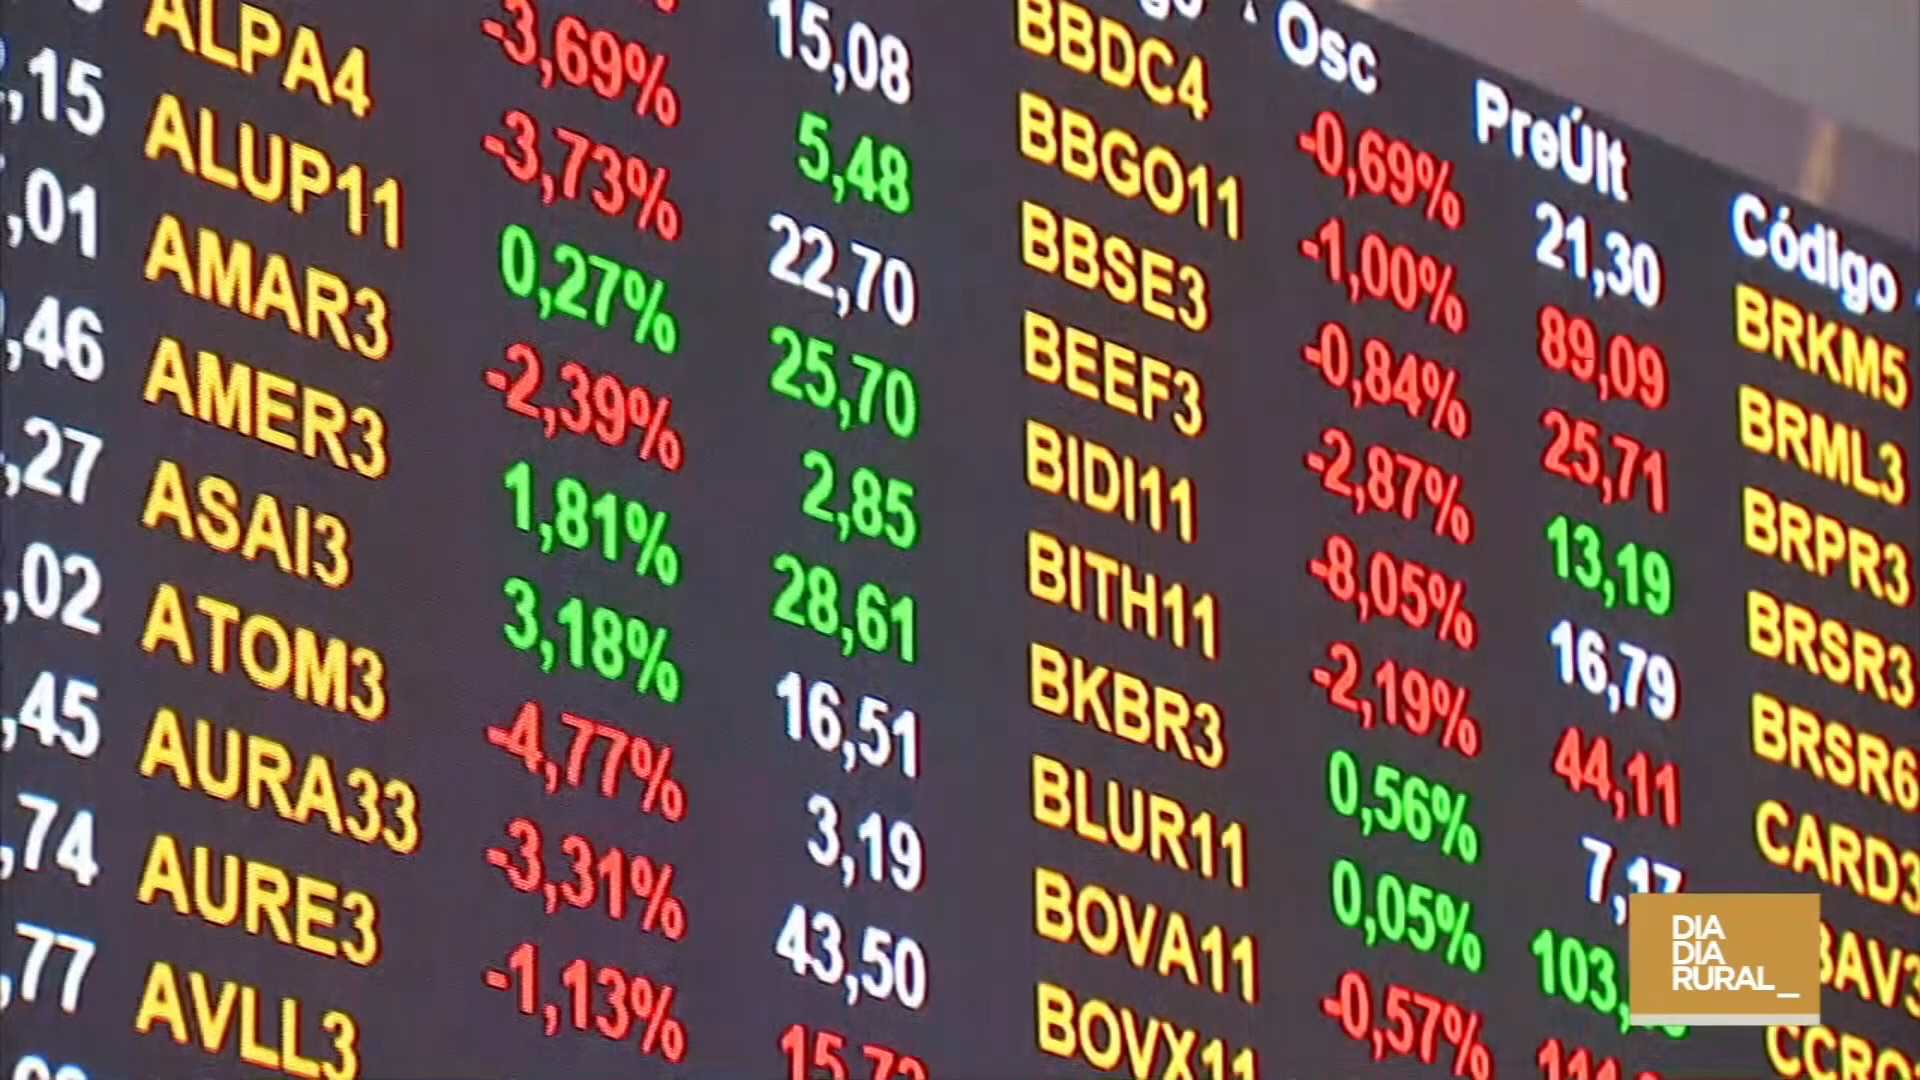 15,08
-3,69% 5,48
ALPA4 -3,73% 22,70
,15 ALUP11 0,27% 25,70
,01 AMAR3 -2,39% 2,85
,46 AMER3 1,81% 28,61
,27 ASAI3 3,18% 16,51
,02 ATOM3 -4,77% 3,19
,45 AURA33 -3,31% 43,50
,74 AURE3 -1,13% 15,72
,77 AVLL3
Osc PreÚlt
BBDC4 -0,69% 21,30
BBGO11 -1,00% 89,09
BBSE3 -0,84% 25,71
BEEF3 -2,87% 13,19
BIDI11 -8,05% 16,79
BITH11 -2,19% 44,11
BKBR3 0,56% 7,17
BLUR11 0,05% 103,
BOVA11 -0,57%
BOVX11
Código
BRKM5
BRML3
BRPR3
BRSR3
BRSR6
CARD3
DIA
DIA
RURAL_